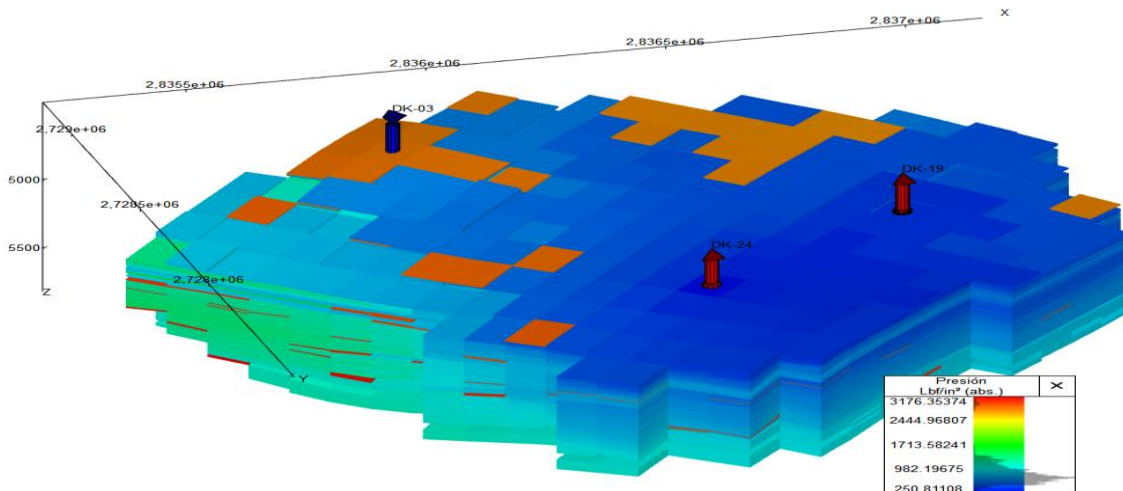 X
2,837e+06
2,8365e+06
2,836e+06
2,8355e+06
DK-03
2,729e+06
DK-19
5000
2,7285e+06
5500
DK-24
2,728e+06
Z
Y
Presión
Lbf/in² (abs.)
X
3176.35374
2444.96807
1713.58241
982.19675
250.81108